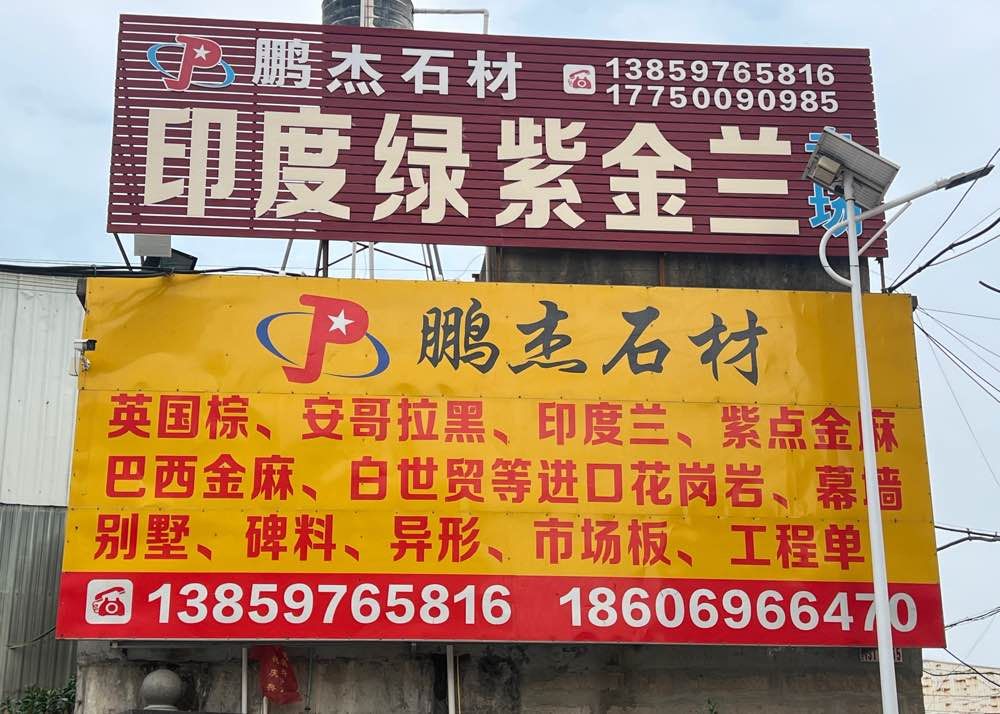 鹏杰石材 13859765816
17750090985
印度绿紫金兰
鹏杰石材
英国棕、安哥拉黑、印度兰、紫点金麻
巴西金麻、白世贸等进口花岗岩、幕墙
别墅、碑料、异形、市场板、工程单
13859765816 18606966470